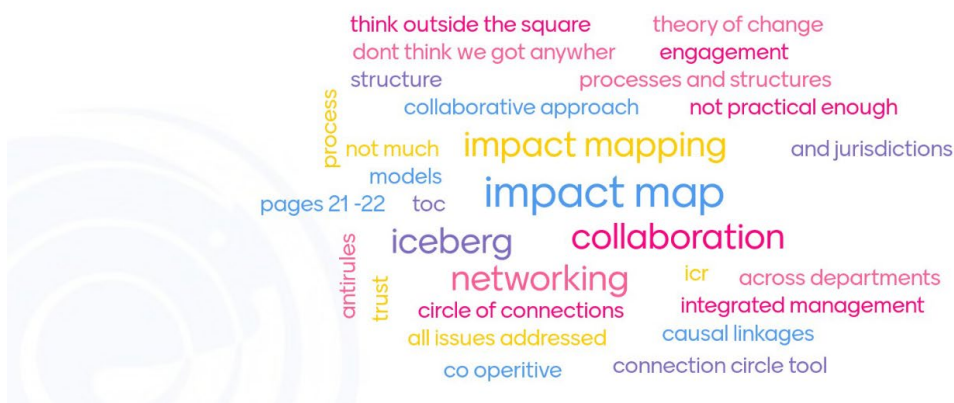 think outside the square theory of change
dont think we got anywher engagement
structure processes and structures
collaborative approach not practical enough
process
not much impact mapping and jurisdictions
models
impact map
pages 21 -22 toc
iceberg collaboration
antirules
trust
networking icr across departments
circle of connections integrated management
all issues addressed causal linkages
co operitive connection circle tool